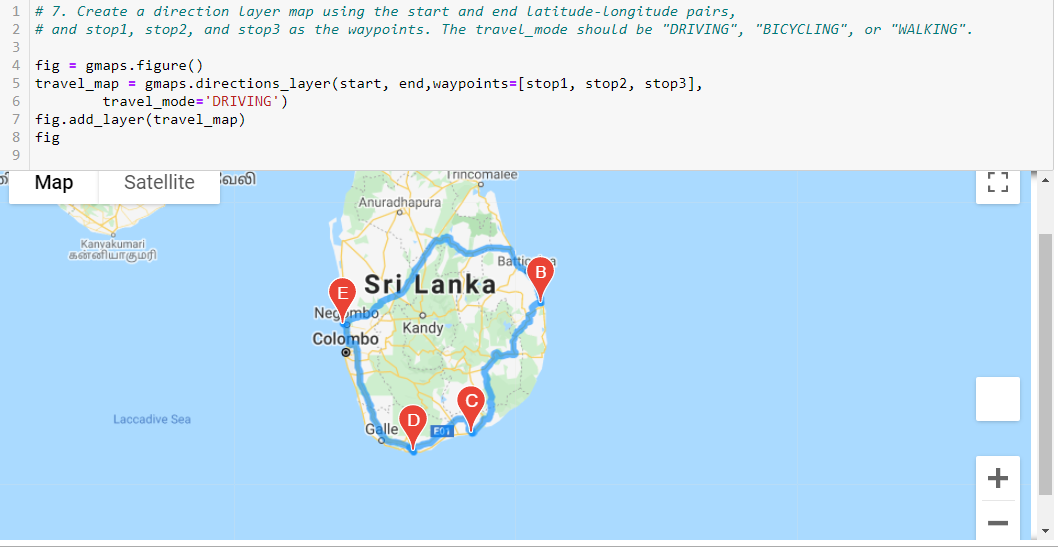 1 # 7. Create a direction layer map using the start and end latitude-longitude pairs,
2 # and stop1, stop2, and stop3 as the waypoints. The travel_mode should be "DRIVING", "BICYCLING", or "WALKING".
3
4 fig = gmaps.figure()
5 travel_map = gmaps.directions_layer(start, end,waypoints=[stop1, stop2, stop3],
6 travel_mode='DRIVING')
7 fig.add_layer(travel_map)
8 fig
9
Map Satellite
Trincomalee
Anuradhapura
Kanyakumari
கன்னியாகுமரி
B
Sri Lanka
E
Negombo
Kandy
Colombo
C
D
Laccadive Sea
Galle
E01
+
−